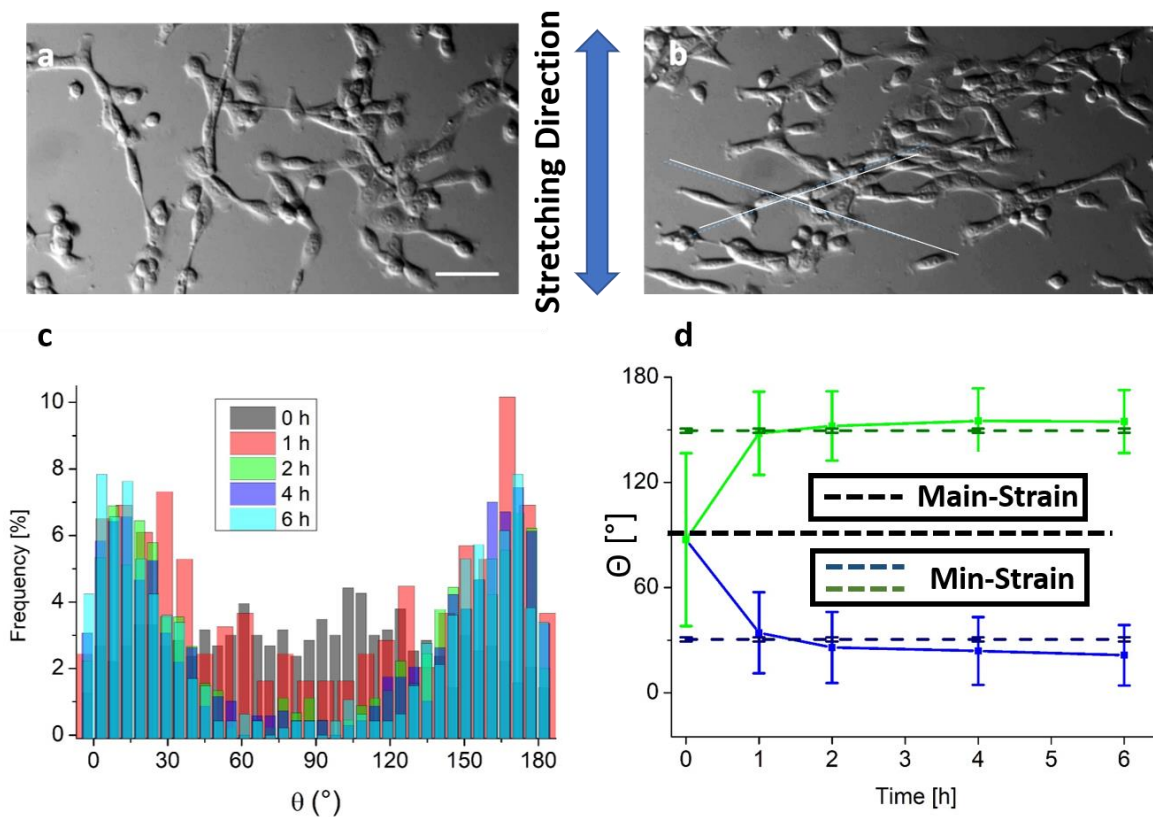 a
Stretching Direction
b
c
Frequency [%]
10
8
6
4
2
0
0 h
1 h
2 h
4 h
6 h
0 30 60 90 120 150 180
θ (°)
d
Θ [°]
180
120
60
0
Main-Strain
Min-Strain
0 1 2 3 4 5 6
Time [h]